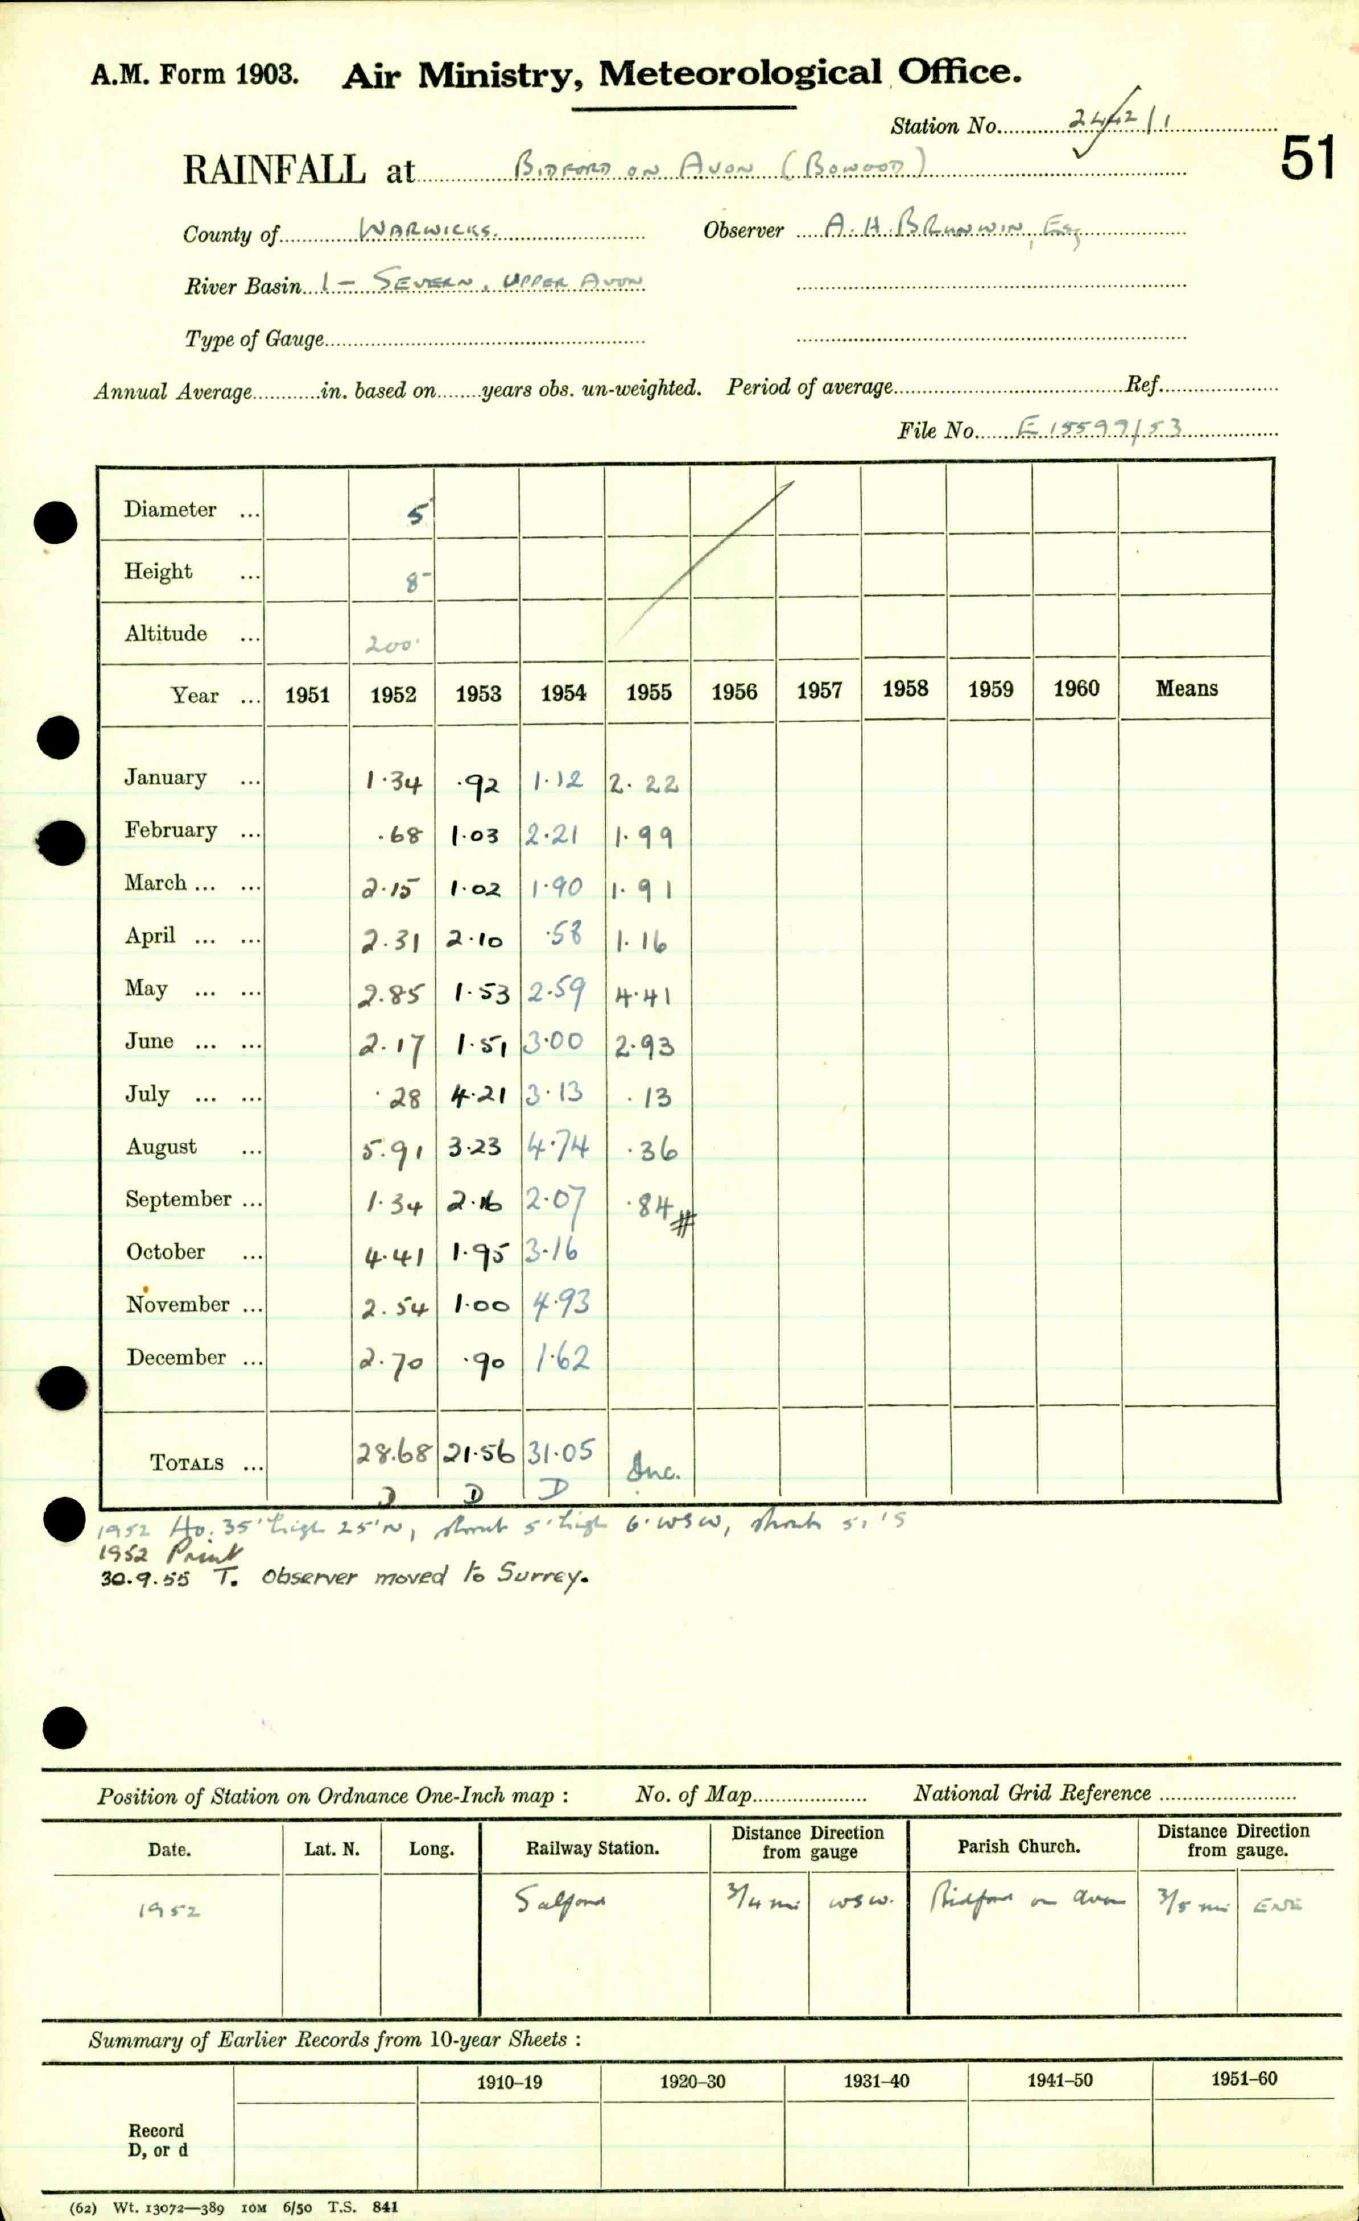 A.M. Form 1903. Air Ministry, Meteorological Office.
Station No. 2442/1
51
RAINFALL at BIDFORD ON AVON (BOWOOD)
County of WARWICKS. Observer A. H. BRUNWIN, Esq
River Basin 1 - SEVERN, UPPER AVON
Type of Gauge
Annual Average in. based on years obs. un-weighted. Period of average Ref.
File No. E 15599/53
Diameter ... 5
Height ... 8
Altitude ... 200
Year ... 1951 1952 1953 1954 1955 1956 1957 1958 1959 1960 Means
January ... 1.34 .92 1.12 2.22
February ... .68 1.03 2.21 1.99
March ... ... 2.15 1.02 1.90 1.91
April ... ... 2.31 2.10 .58 1.16
May ... ... 2.85 1.53 2.59 4.41
June ... ... 2.17 1.51 3.00 2.93
July ... ... .28 4.21 3.13 .13
August ... 5.91 3.23 4.74 .36
September ... 1.34 2.16 2.07 .84 #
October ... 4.41 1.95 3.16
November ... 2.54 1.00 4.93
December ... 2.70 .90 1.62
TOTALS ... 28.68 21.56 31.05 Inc.
D D D
1952 Ho. 35' high 25' N, shrub 5' high 6' WSW, shrub 5' S
1952 Print
30.9.55 T. Observer moved to Surrey.
Position of Station on Ordnance One-Inch map : No. of Map National Grid Reference
Date. Lat. N. Long. Railway Station. Distance Direction from gauge Parish Church. Distance Direction from gauge.
1952 Salford 3/4 mi WSW. Bidford on Avon 3/5 mi ENE
Summary of Earlier Records from 10-year Sheets :
1910–19 1920–30 1931–40 1941–50 1951–60
Record
D, or d
(62) Wt. 13072—389 10M 6/50 T.S. 841